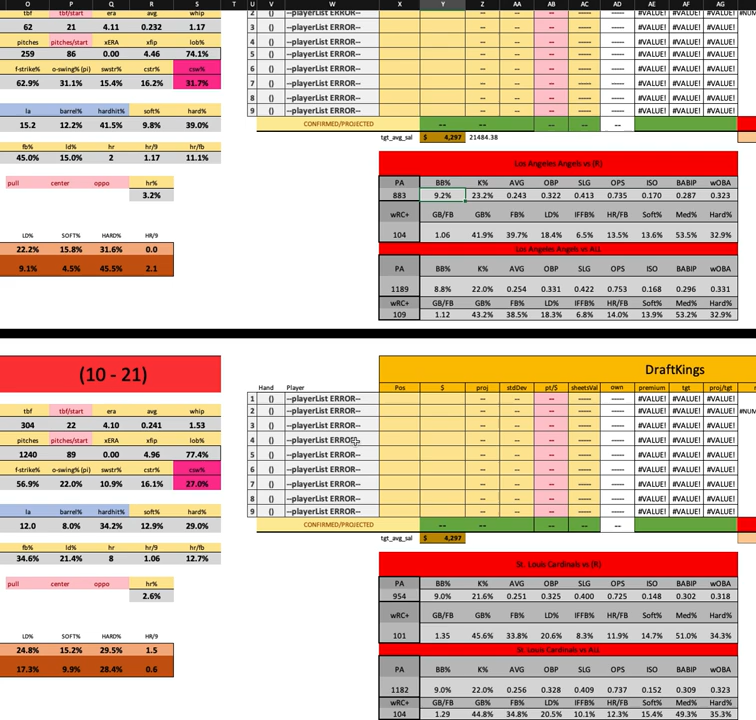 O P Q R S T U V W X Y Z AA AB AC AD AE AF AG
tbf pitches/start era avg whip 2 () --playerList ERROR-- -- -- -- ----- ----- #VALUE! #VALUE! #VALUE!
62 21 4.11 0.232 1.17 3 () --playerList ERROR-- -- -- -- ----- ----- #VALUE! #VALUE! #VALUE!
pitches pitches/start xERA xfip lob% 4 () --playerList ERROR-- -- -- -- ----- ----- #VALUE! #VALUE! #VALUE!
259 86 0.00 4.46 74.1% 5 () --playerList ERROR-- -- -- -- ----- ----- #VALUE! #VALUE! #VALUE!
f-strike% o-swing% (pi) swstr% cstr% csw% 6 () --playerList ERROR-- -- -- -- ----- ----- #VALUE! #VALUE! #VALUE!
62.9% 31.1% 15.4% 16.2% 31.7% 7 () --playerList ERROR-- -- -- -- ----- ----- #VALUE! #VALUE! #VALUE!
8 () --playerList ERROR-- -- -- -- ----- ----- #VALUE! #VALUE! #VALUE!
la barrel% hardhit% soft% hard% 9 () --playerList ERROR-- -- -- -- ----- ----- #VALUE! #VALUE! #VALUE!
15.2 12.2% 41.5% 9.8% 39.0% CONFIRMED/PROJECTED -- -- -- -- --
tgt_avg_sal $ 4,297 21484.38
fb% ld% hr hr/9 hr/fb
45.0% 15.0% 2 1.17 11.1% Los Angeles Angels vs (R)
pull center oppo hr% PA BB% K% AVG OBP SLG OPS ISO BABIP wOBA
3.2% 883 9.2% 23.2% 0.243 0.322 0.413 0.735 0.170 0.287 0.323
wRC+ GB/FB GB% FB% LD% IFFB% HR/FB Soft% Med% Hard%
LD% SOFT% HARD% HR/9 104 1.06 41.9% 39.7% 18.4% 6.5% 13.5% 13.6% 53.5% 32.9%
22.2% 15.8% 31.6% 0.0 Los Angeles Angels vs ALL
9.1% 4.5% 45.5% 2.1 PA BB% K% AVG OBP SLG OPS ISO BABIP wOBA
1189 8.8% 22.0% 0.254 0.331 0.422 0.753 0.168 0.296 0.331
wRC+ GB/FB GB% FB% LD% IFFB% HR/FB Soft% Med% Hard%
109 1.12 43.2% 38.5% 18.3% 6.8% 14.0% 13.9% 53.2% 32.9%
(10 - 21) DraftKings
Hand Player Pos $ proj stdDev pt/$ sheetsVal own premium tgt proj/tgt
1 () --playerList ERROR-- -- -- -- ----- ----- #VALUE! #VALUE! #VALUE!
tbf tbf/start era avg whip 2 () --playerList ERROR-- -- -- -- ----- ----- #VALUE! #VALUE! #VALUE! #NUM
304 22 4.10 0.241 1.53 3 () --playerList ERROR-- -- -- -- ----- ----- #VALUE! #VALUE! #VALUE!
pitches pitches/start xERA xfip lob% 4 () --playerList ERROR-- -- -- -- ----- ----- #VALUE! #VALUE! #VALUE!
1240 89 0.00 4.96 77.4% 5 () --playerList ERROR-- -- -- -- ----- ----- #VALUE! #VALUE! #VALUE!
f-strike% o-swing% (pi) swstr% cstr% csw% 6 () --playerList ERROR-- -- -- -- ----- ----- #VALUE! #VALUE! #VALUE!
56.9% 22.0% 10.9% 16.1% 27.0% 7 () --playerList ERROR-- -- -- -- ----- ----- #VALUE! #VALUE! #VALUE!
8 () --playerList ERROR-- -- -- -- ----- ----- #VALUE! #VALUE! #VALUE!
la barrel% hardhit% soft% hard% 9 () --playerList ERROR-- -- -- -- ----- ----- #VALUE! #VALUE! #VALUE!
12.0 8.0% 34.2% 12.9% 29.0% CONFIRMED/PROJECTED -- -- -- -- --
tgt_avg_sal $ 4,297
fb% ld% hr hr/9 hr/fb
34.6% 21.4% 8 1.06 12.7% St. Louis Cardinals vs (R)
pull center oppo hr% PA BB% K% AVG OBP SLG OPS ISO BABIP wOBA
2.6% 954 9.0% 21.6% 0.251 0.325 0.400 0.725 0.148 0.302 0.318
wRC+ GB/FB GB% FB% LD% IFFB% HR/FB Soft% Med% Hard%
LD% SOFT% HARD% HR/9 101 1.35 45.6% 33.8% 20.6% 8.3% 11.9% 14.7% 51.0% 34.3%
24.8% 15.2% 29.5% 1.5 St. Louis Cardinals vs ALL
17.3% 9.9% 28.4% 0.6 PA BB% K% AVG OBP SLG OPS ISO BABIP wOBA
1182 9.0% 22.0% 0.256 0.328 0.409 0.737 0.152 0.309 0.323
wRC+ GB/FB GB% FB% LD% IFFB% HR/FB Soft% Med% Hard%
104 1.29 44.8% 34.8% 20.5% 10.1% 12.3% 15.4% 49.3% 35.3%